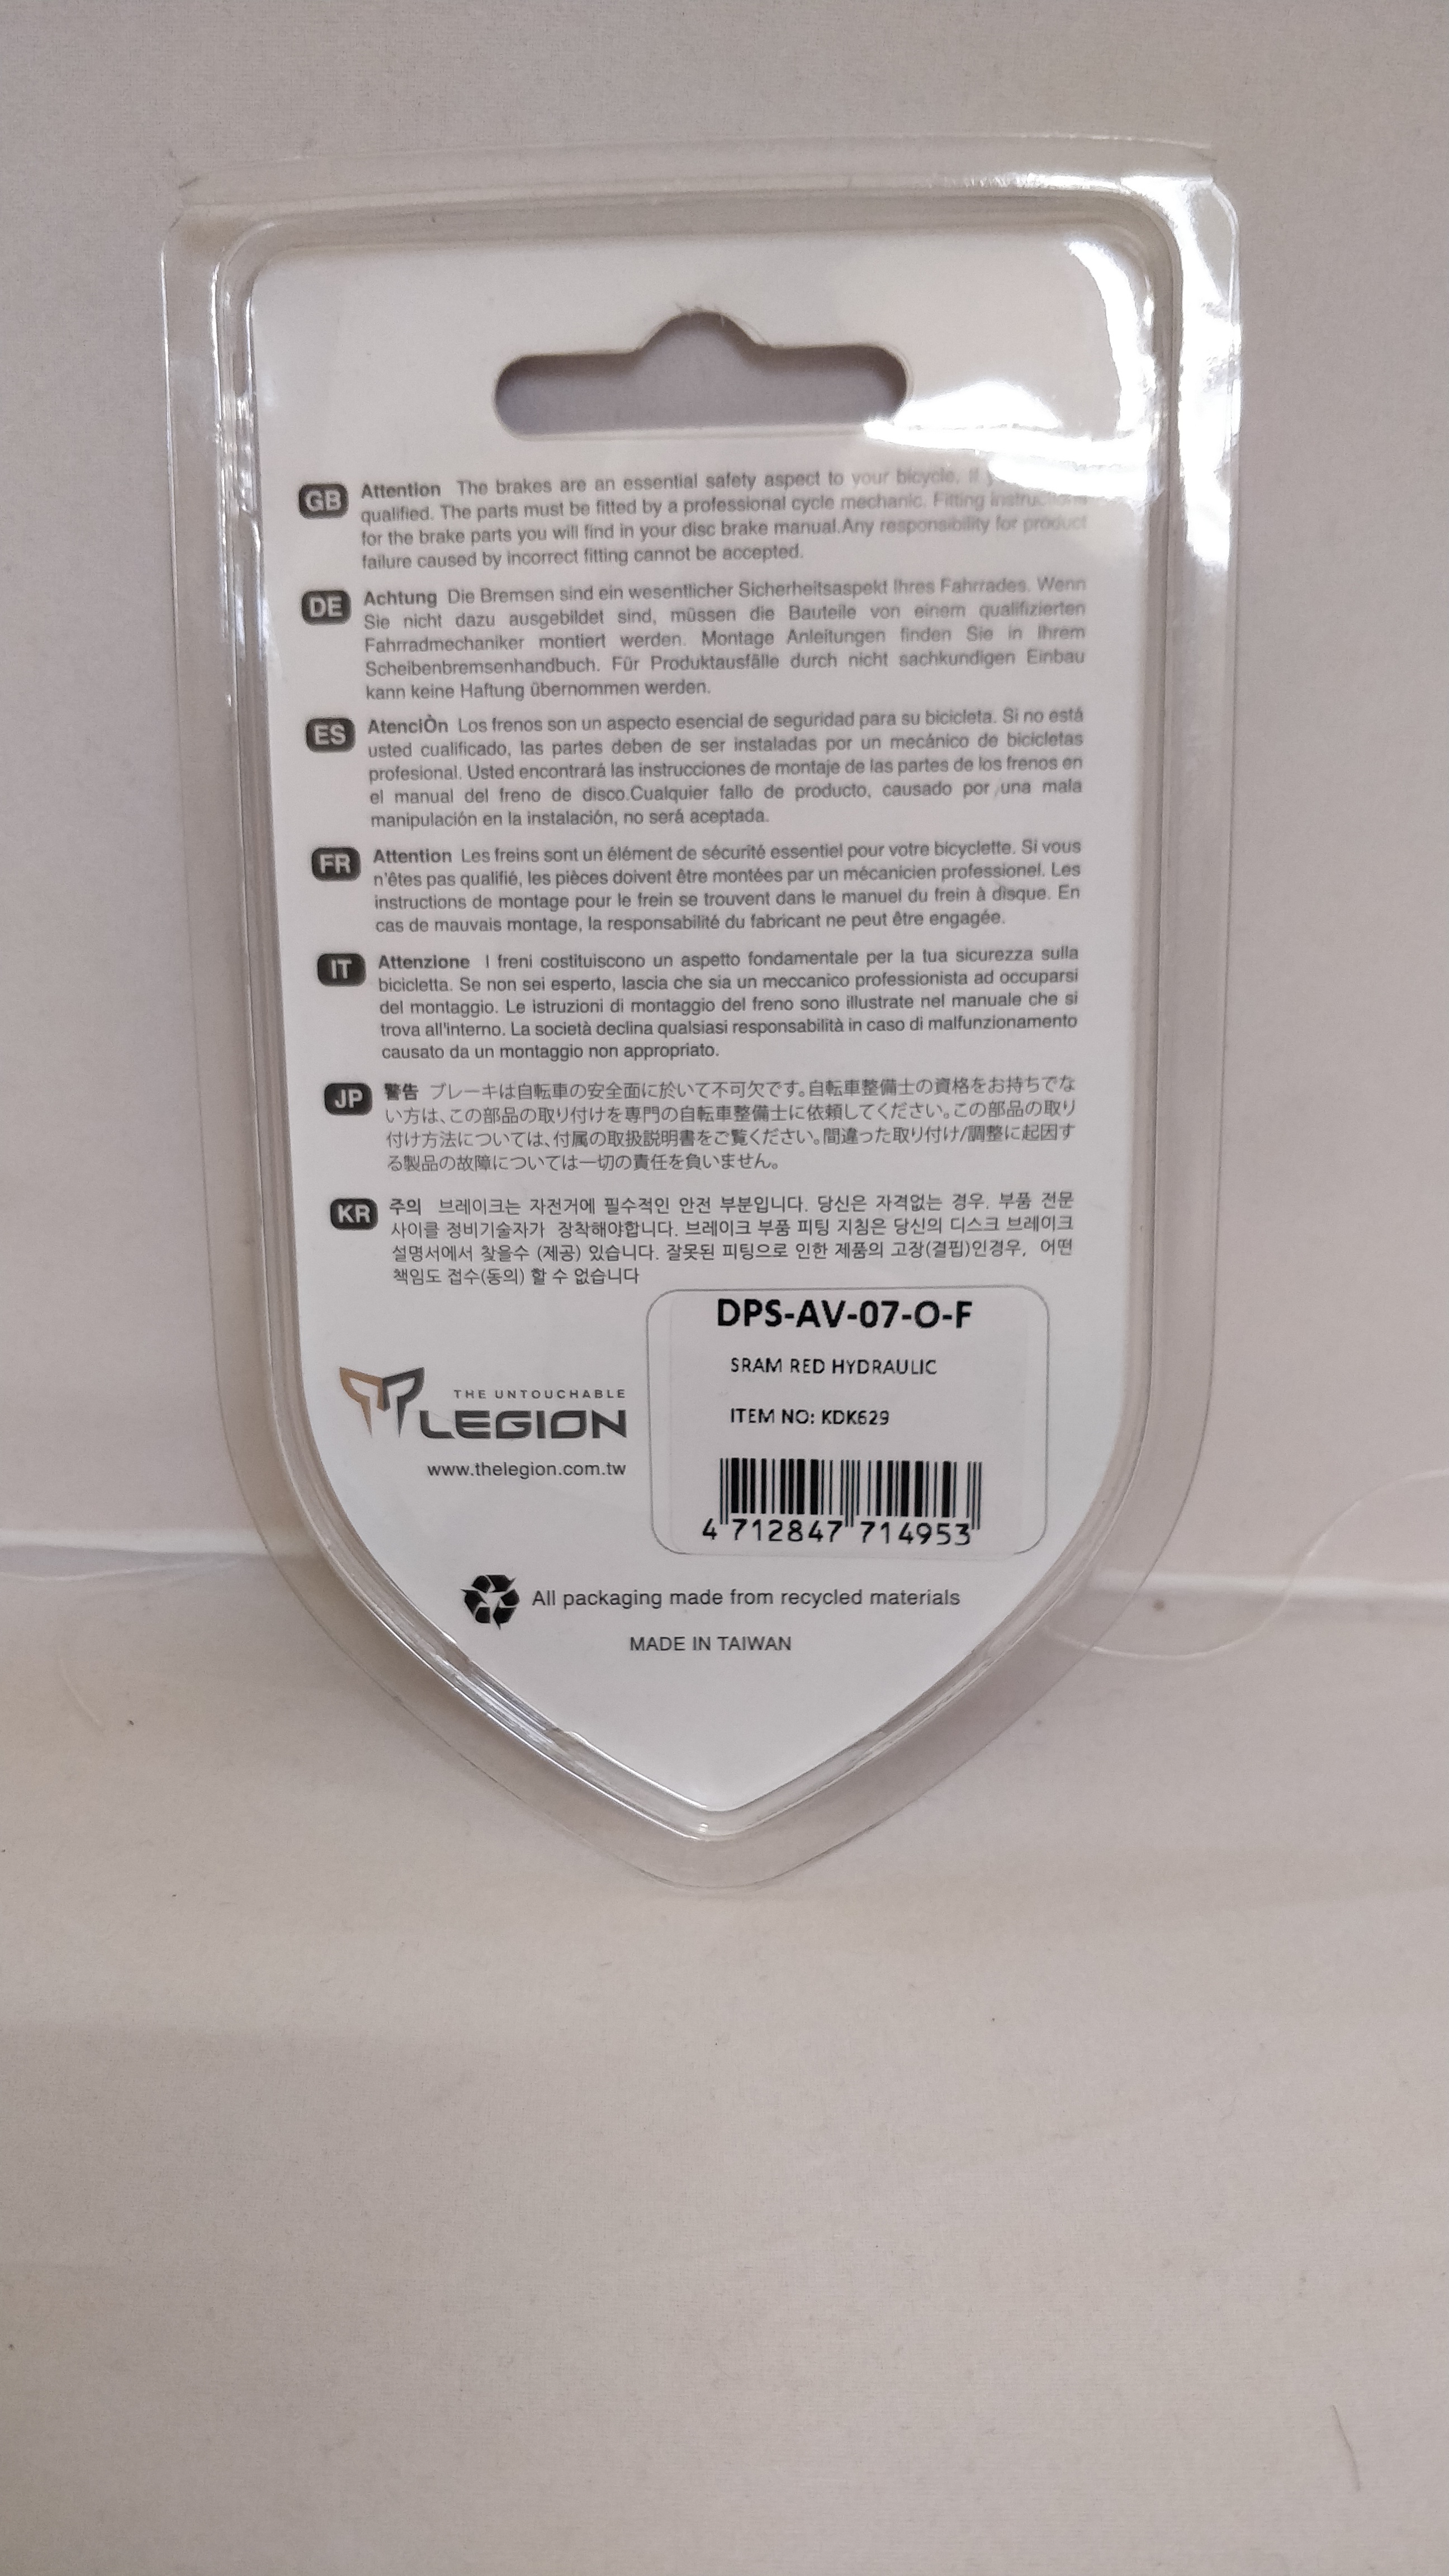 GB Attention The brakes are an essential safety aspect to your bicycle. If
qualified. The parts must be fitted by a professional cycle mechanic. Fitting instructions
for the brake parts you will find in your disc brake manual.Any responsibility for product
failure caused by incorrect fitting cannot be accepted.
DE Achtung Die Bremsen sind ein wesentlicher Sicherheitsaspekt Ihres Fahrrades. Wenn
Sie nicht dazu ausgebildet sind, müssen die Bauteile von einem qualifizierten
Fahrradmechaniker montiert werden. Montage Anleitungen finden Sie in Ihrem
Scheibenbremsenhandbuch. Für Produktausfälle durch nicht sachkundigen Einbau
kann keine Haftung übernommen werden.
ES AtenciÒn Los frenos son un aspecto esencial de seguridad para su bicicleta. Si no está
usted cualificado, las partes deben de ser instaladas por un mecánico de bicicletas
profesional. Usted encontrará las instrucciones de montaje de las partes de los frenos en
el manual del freno de disco.Cualquier fallo de producto, causado por una mala
manipulación en la instalación, no será aceptada.
FR Attention Les freins sont un élément de sécurité essentiel pour votre bicyclette. Si vous
n'êtes pas qualifié, les pièces doivent être montées par un mécanicien professionel. Les
instructions de montage pour le frein se trouvent dans le manuel du frein à disque. En
cas de mauvais montage, la responsabilité du fabricant ne peut être engagée.
IT Attenzione I freni costituiscono un aspetto fondamentale per la tua sicurezza sulla
bicicletta. Se non sei esperto, lascia che sia un meccanico professionista ad occuparsi
del montaggio. Le istruzioni di montaggio del freno sono illustrate nel manuale che si
trova all'interno. La società declina qualsiasi responsabilità in caso di malfunzionamento
causato da un montaggio non appropriato.
JP 警告 ブレーキは自転車の安全面に於いて不可欠です。自転車整備士の資格をお持ちでな
い方は、この部品の取り付けを専門の自転車整備士に依頼してください。この部品の取り
付け方法については、付属の取扱説明書をご覧ください。間違った取り付け/調整に起因す
る製品の故障については一切の責任を負いません。
KR 주의 브레이크는 자전거에 필수적인 안전 부분입니다. 당신은 자격없는 경우. 부품 전문
사이클 정비기술자가 장착해야합니다. 브레이크 부품 피팅 지침은 당신의 디스크 브레이크
설명서에서 찾을수 (제공) 있습니다. 잘못된 피팅으로 인한 제품의 고장(결핍)인경우, 어떤
책임도 접수(동의) 할 수 없습니다
DPS-AV-07-O-F
SRAM RED HYDRAULIC
ITEM NO: KDK629
4 712847 714953
THE UNTOUCHABLE
LEGION
www.thelegion.com.tw
All packaging made from recycled materials
MADE IN TAIWAN